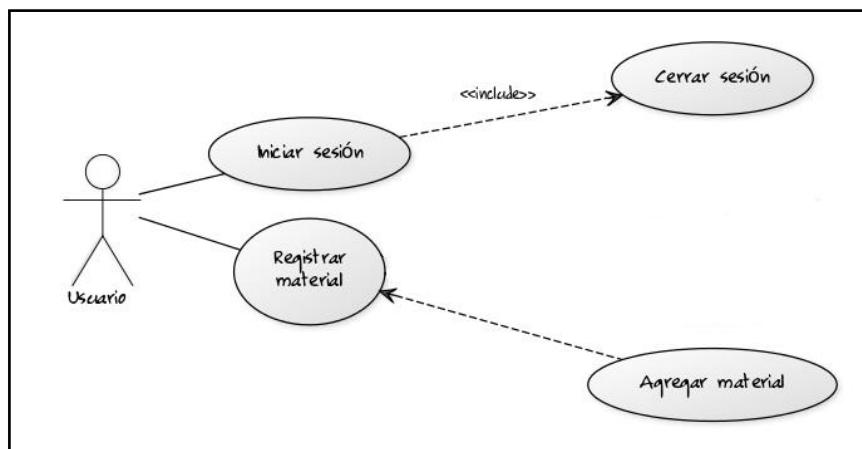 Cerrar sesión
<<include>>
Iniciar sesión
Registrar
material
Usuario
Agregar material